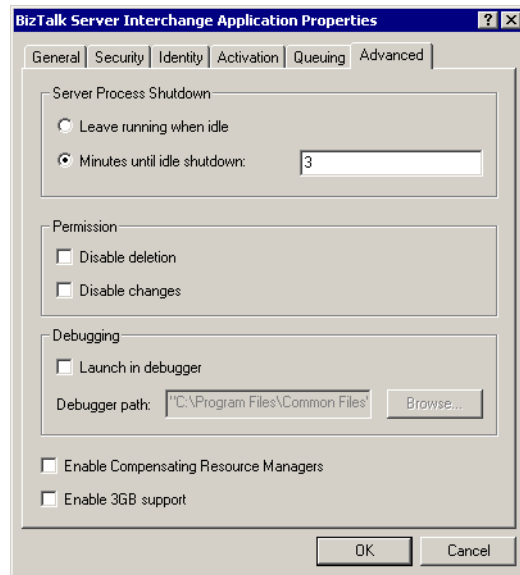 BizTalk Server Interchange Application Properties
General Security Identity Activation Queuing Advanced
Server Process Shutdown
Leave running when idle
Minutes until idle shutdown: 3
Permission
Disable deletion
Disable changes
Debugging
Launch in debugger
Debugger path: "C:\Program Files\Common Files\ Browse...
Enable Compensating Resource Managers
Enable 3GB support
OK Cancel